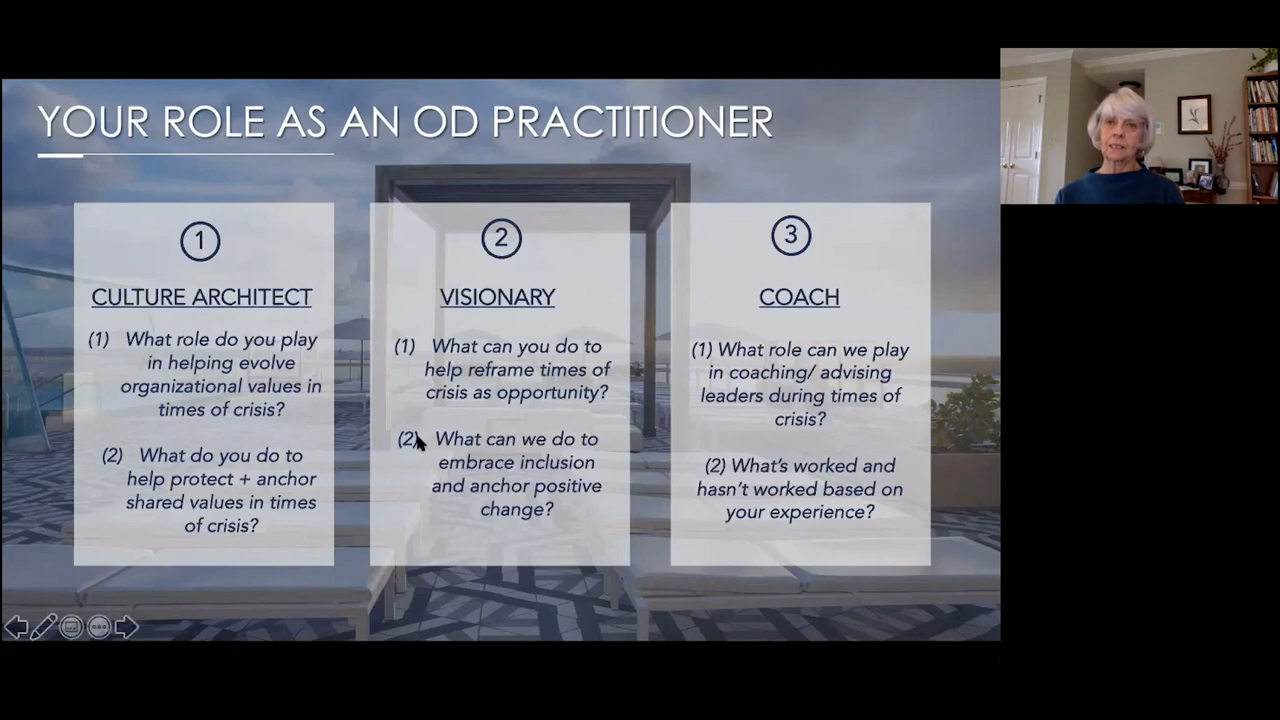 YOUR ROLE AS AN OD PRACTITIONER
1
CULTURE ARCHITECT
(1) What role do you play
in helping evolve
organizational values in
times of crisis?
(2) What do you do to
help protect + anchor
shared values in times
of crisis?
2
VISIONARY
(1) What can you do to
help reframe times of
crisis as opportunity?
(2) What can we do to
embrace inclusion
and anchor positive
change?
3
COACH
(1) What role can we play
in coaching/ advising
leaders during times of
crisis?
(2) What's worked and
hasn't worked based on
your experience?